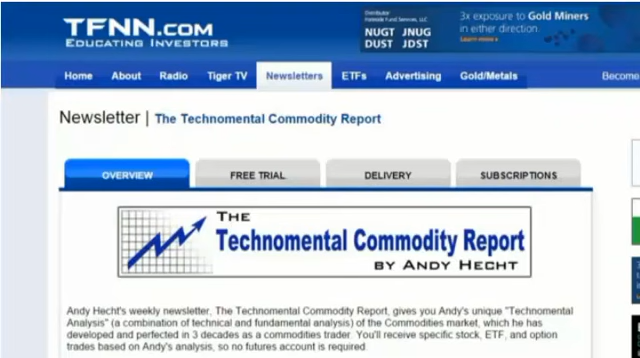 TFNN.COM
EDUCATING INVESTORS
Distributor
NUGT JNUG
DUST JDST
3x exposure to Gold Miners
in either direction.
Learn more ▸
Home About Radio Tiger TV Newsletters ETFs Advertising Gold/Metals Become
Newsletter | The Technomental Commodity Report
OVERVIEW FREE TRIAL DELIVERY SUBSCRIPTIONS
THE
Technomental Commodity Report
BY ANDY HECHT
Andy Hecht's weekly newsletter, The Technomental Commodity Report, gives you Andy's unique "Technomental
Analysis" (a combination of technical and fundamental analysis) of the Commodities market, which he has
developed and perfected in 3 decades as a commodities trader. You'll receive specific stock, ETF, and option
trades based on Andy's analysis, so no futures account is required.